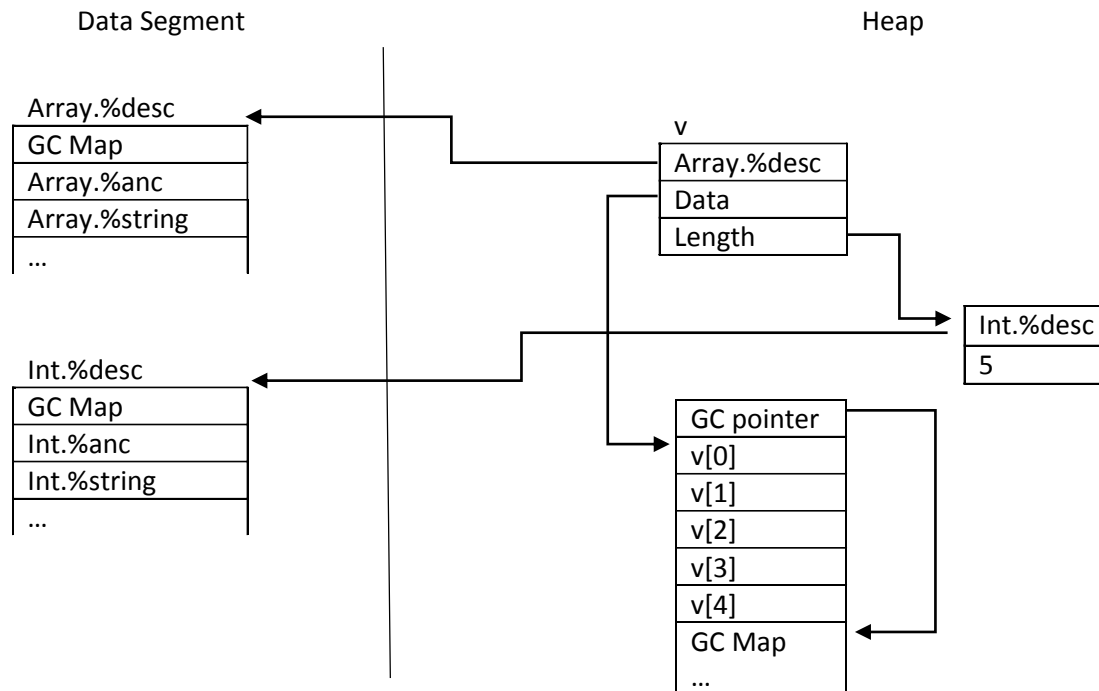 Data Segment
Heap
Array.%desc
GC Map
Array.%anc
Array.%string
...
v
Array.%desc
Data
Length
Int.%desc
5
Int.%desc
GC Map
Int.%anc
Int.%string
...
GC pointer
v[0]
v[1]
v[2]
v[3]
v[4]
GC Map
...